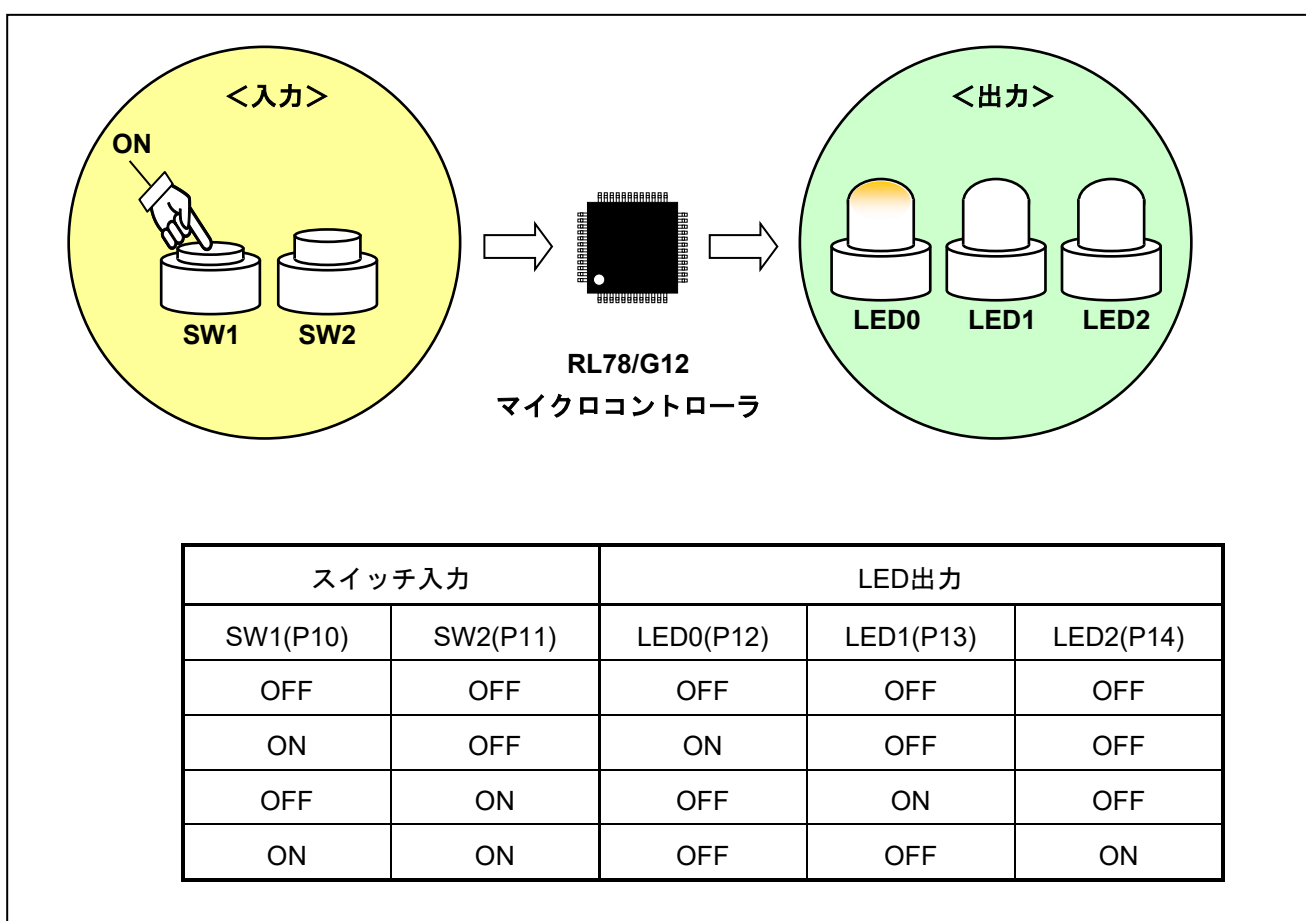 ＜入力＞
ON
SW1 SW2
RL78/G12
マイクロコントローラ
＜出力＞
LED0 LED1 LED2
スイッチ入力 LED出力
SW1(P10) SW2(P11) LED0(P12) LED1(P13) LED2(P14)
OFF OFF OFF OFF OFF
ON OFF ON OFF OFF
OFF ON OFF ON OFF
ON ON OFF OFF ON